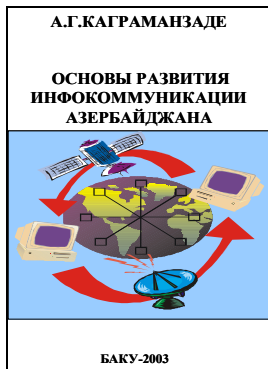 А.Г.КАГРАМАНЗАДЕ
ОСНОВЫ РАЗВИТИЯ
ИНФОКОММУНИКАЦИИ
АЗЕРБАЙДЖАНА
БАКУ-2003